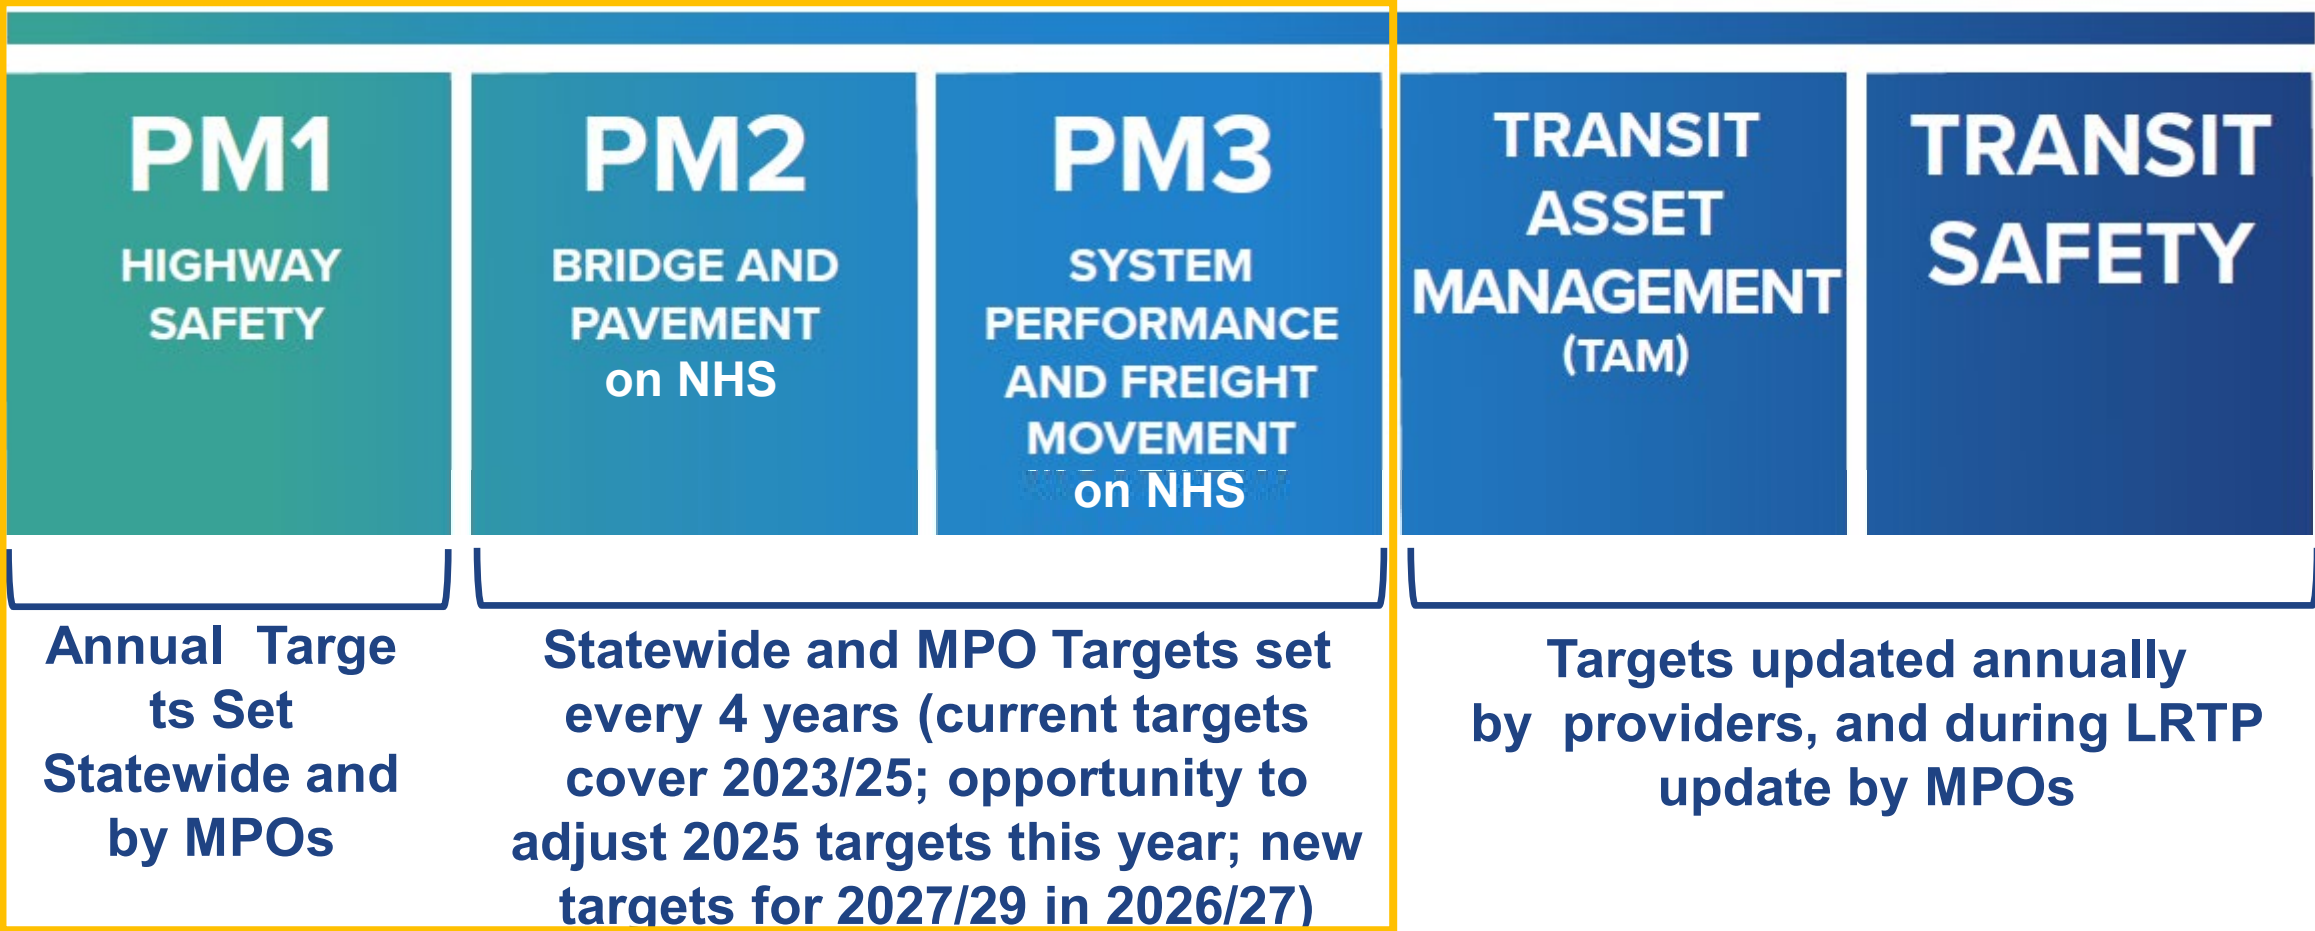 PM1
HIGHWAY
SAFETY
PM2
BRIDGE AND
PAVEMENT
on NHS
PM3
SYSTEM
PERFORMANCE
AND FREIGHT
MOVEMENT
on NHS
TRANSIT
ASSET
MANAGEMENT
(TAM)
TRANSIT
SAFETY
Annual Targe
ts Set
Statewide and
by MPOs
Statewide and MPO Targets set
every 4 years (current targets
cover 2023/25; opportunity to
adjust 2025 targets this year; new
targets for 2027/29 in 2026/27)
Targets updated annually
by providers, and during LRTP
update by MPOs